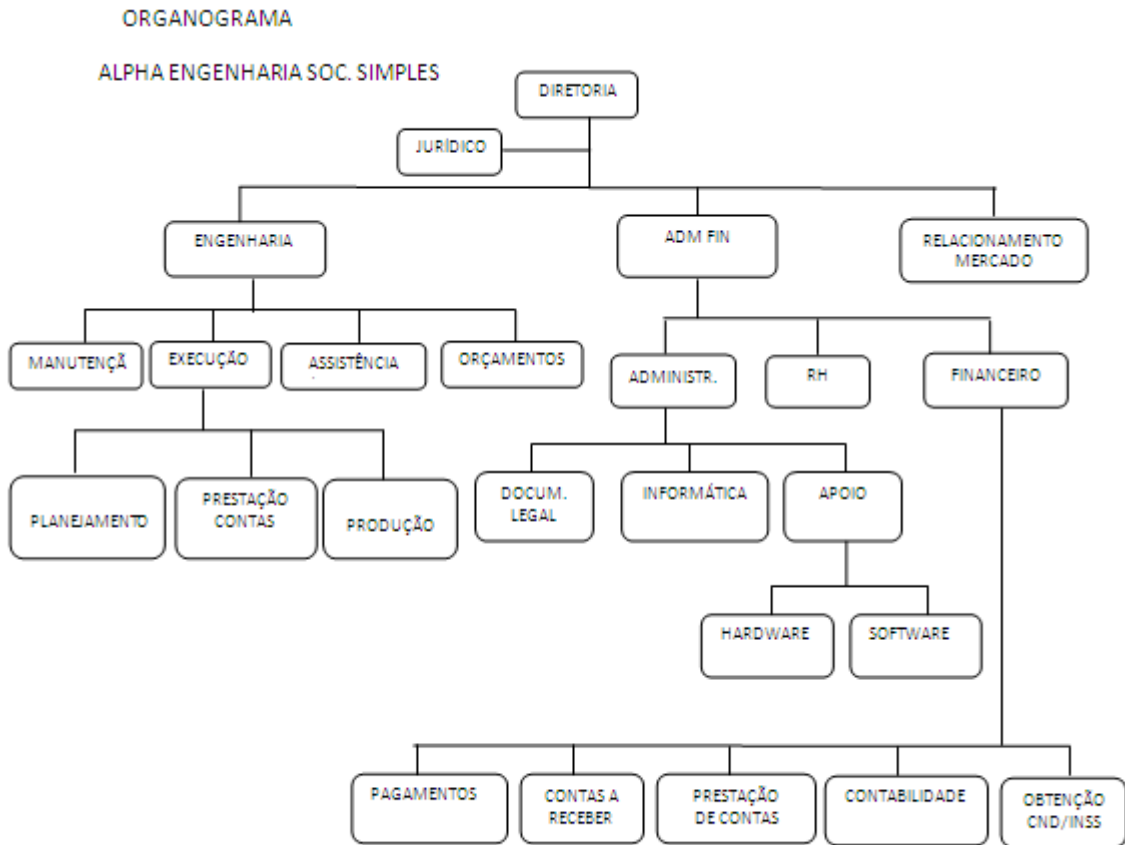 ORGANOGRAMA
ALPHA ENGENHARIA SOC. SIMPLES
DIRETORIA
JURÍDICO
ENGENHARIA
ADM FIN
RELACIONAMENTO
MERCADO
MANUTENÇÃ
EXECUÇÃO
ASSISTÊNCIA
ORÇAMENTOS
ADMINISTR.
RH
FINANCEIRO
PLANEJAMENTO
PRESTAÇÃO
CONTAS
PRODUÇÃO
DOCUM.
LEGAL
INFORMÁTICA
APOIO
HARDWARE
SOFTWARE
PAGAMENTOS
CONTAS A
RECEBER
PRESTAÇÃO
DE CONTAS
CONTABILIDADE
OBTENÇÃO
CND/INSS